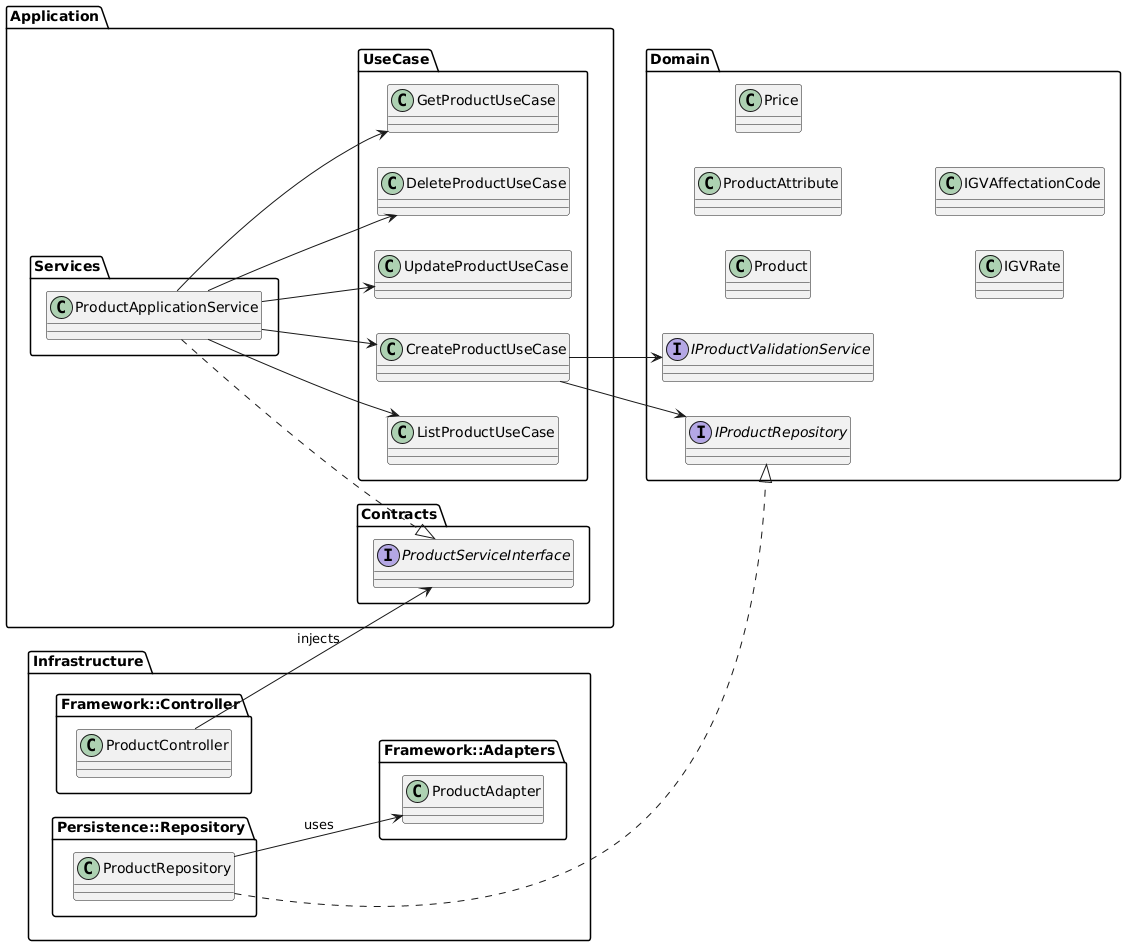 Application
UseCase
C GetProductUseCase
C DeleteProductUseCase
C UpdateProductUseCase
C CreateProductUseCase
C ListProductUseCase
Services
C ProductApplicationService
Contracts
I ProductServiceInterface
Domain
C Price
C ProductAttribute
C IGVAffectationCode
C Product
C IGVRate
I IProductValidationService
I IProductRepository
injects
Infrastructure
Framework::Controller
C ProductController
Framework::Adapters
C ProductAdapter
uses
Persistence::Repository
C ProductRepository